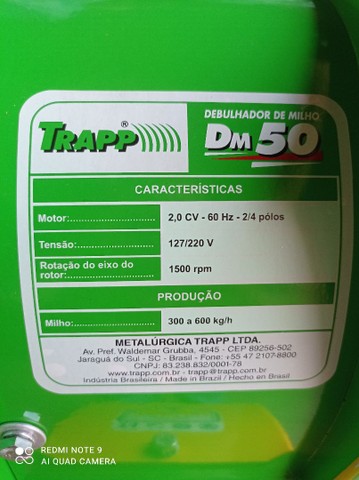 TRAPP®
DEBULHADOR DE MILHO
DM 50
CARACTERÍSTICAS
Motor:............................ 2,0 CV - 60 Hz - 2/4 pólos
Tensão:.......................... 127/220 V
Rotação do eixo do
rotor:.............................. 1500 rpm
PRODUÇÃO
Milho:............................. 300 a 600 kg/h
METALÚRGICA TRAPP LTDA.
Av. Pref. Waldemar Grubba, 4545 - CEP 89256-502
Jaraguá do Sul - SC - Brasil - Fone: +55 47 2107-8800
CNPJ: 83.238.832/0001-78
www.trapp.com.br - trapp@trapp.com.br
Indústria Brasileira / Made in Brazil / Hecho en Brasil
REDMI NOTE 9
AI QUAD CAMERA